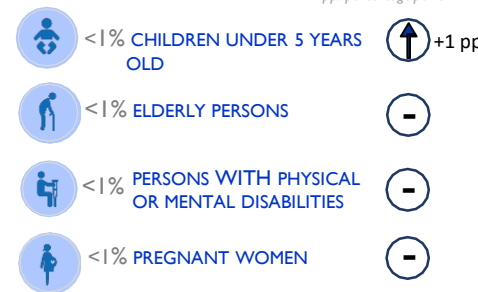 <1% CHILDREN UNDER 5 YEARS OLD
+1 pp
<1% ELDERLY PERSONS
-
<1% PERSONS WITH PHYSICAL OR MENTAL DISABILITIES
-
<1% PREGNANT WOMEN
-